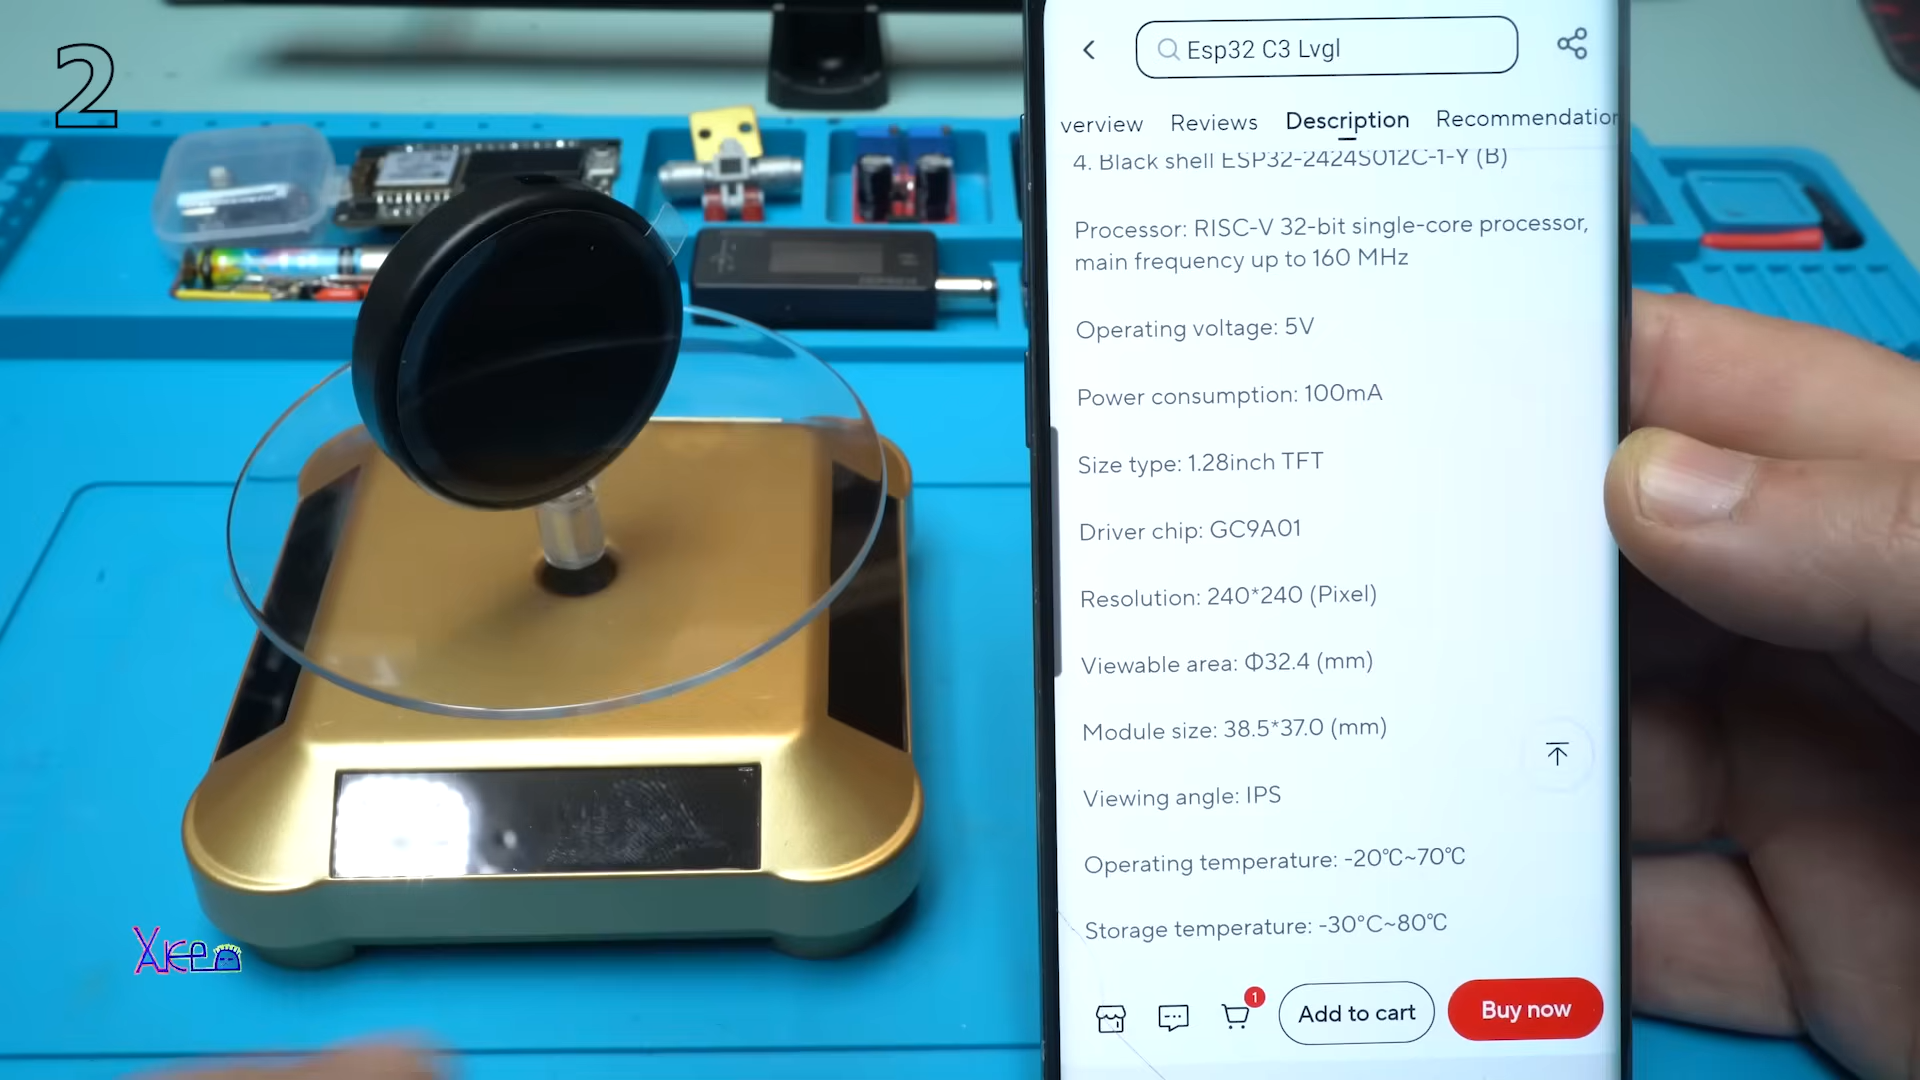 2
Esp32 C3 Lvgl
verview Reviews Description Recommendation
4. Black shell ESP32-2424S012C-1-Y (B)
Processor: RISC-V 32-bit single-core processor,
main frequency up to 160 MHz
Operating voltage: 5V
Power consumption: 100mA
Size type: 1.28inch TFT
Driver chip: GC9A01
Resolution: 240*240 (Pixel)
Viewable area: Φ32.4 (mm)
Module size: 38.5*37.0 (mm)
Viewing angle: IPS
Operating temperature: -20℃~70℃
Storage temperature: -30°C~80℃
1
Add to cart
Buy now